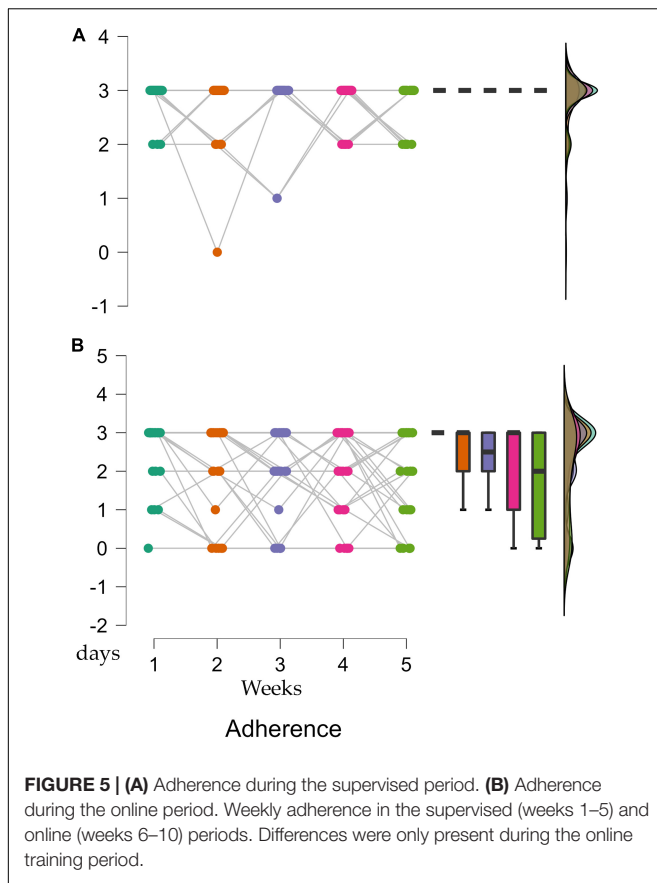 A
4
3
2
1
0
-1
B
5
4
3
2
1
0
-1
-2
days
1 2 3 4 5
Weeks
Adherence
FIGURE 5 | (A) Adherence during the supervised period. (B) Adherence
during the online period. Weekly adherence in the supervised (weeks 1–5) and
online (weeks 6–10) periods. Differences were only present during the online
training period.